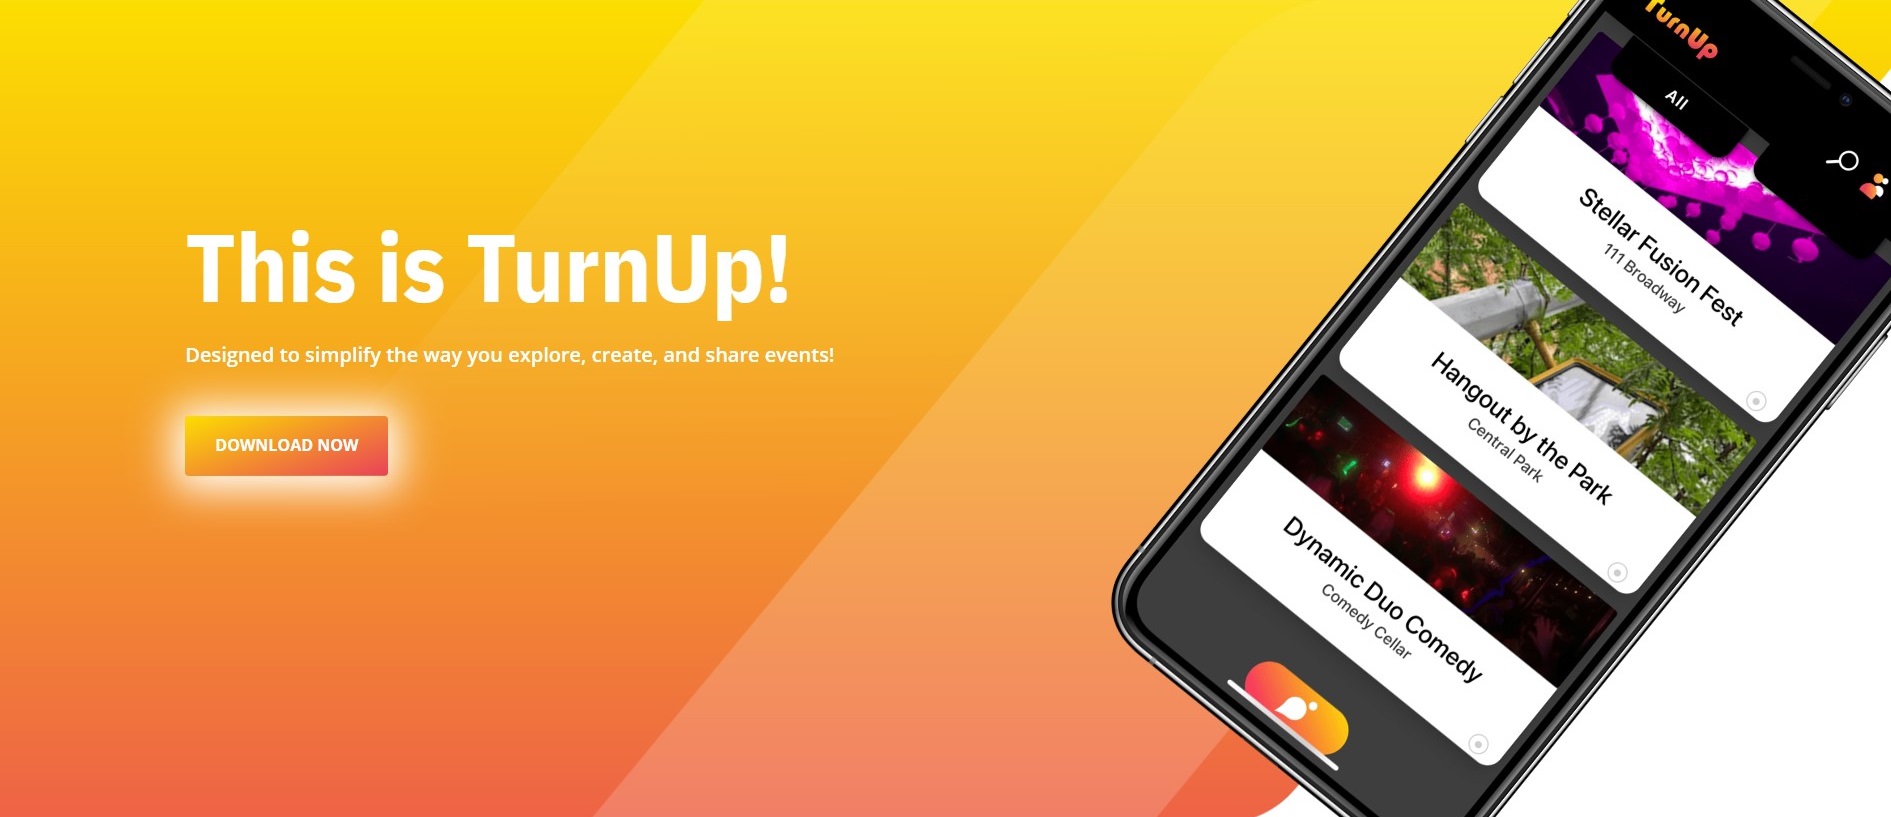 This is TurnUp!
Designed to simplify the way you explore, create, and share events!
DOWNLOAD NOW
TurnUp
All
Stellar Fusion Fest
111 Broadway
Hangout by the Park
Central Park
Dynamic Duo Comedy
Comedy Cellar